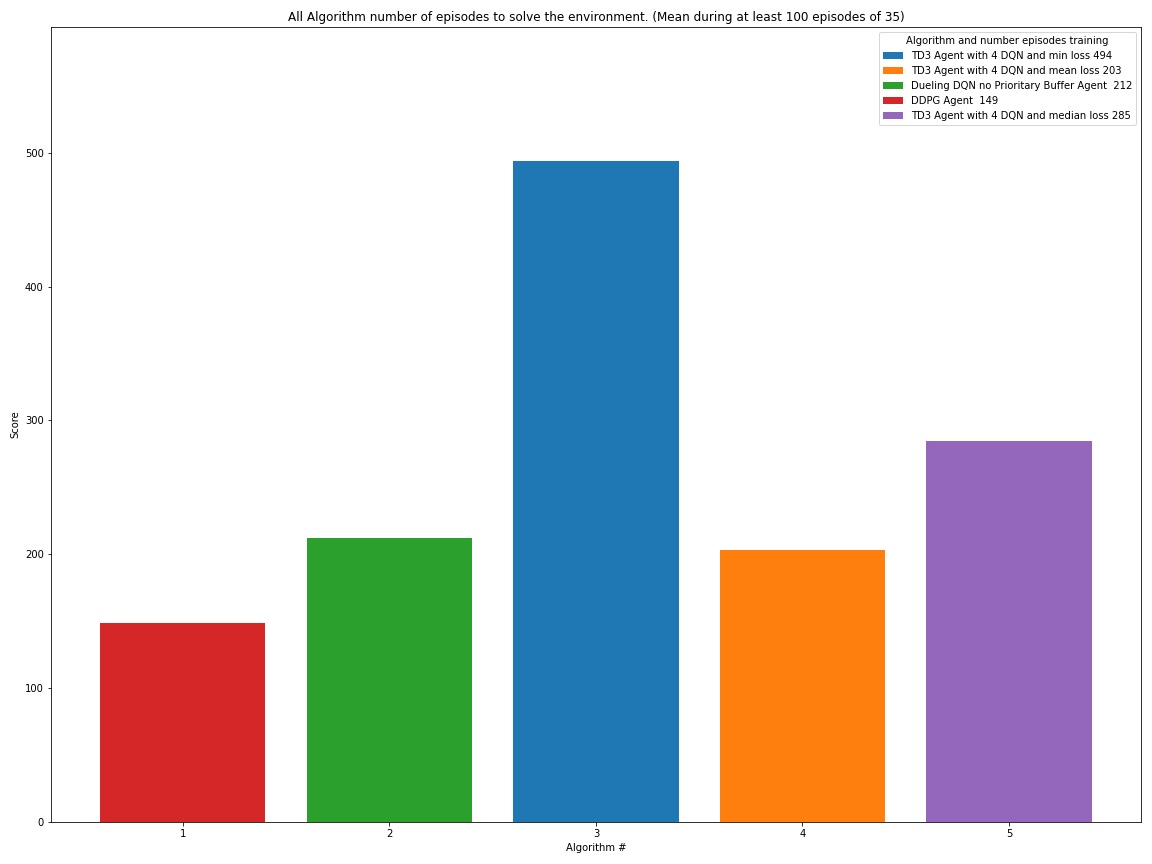 All Algorithm number of episodes to solve the environment. (Mean during at least 100 episodes of 35)
Algorithm and number episodes training
TD3 Agent with 4 DQN and min loss 494
TD3 Agent with 4 DQN and mean loss 203
Dueling DQN no Prioritary Buffer Agent  212
DDPG Agent  149
TD3 Agent with 4 DQN and median loss 285
500
400
300
200
100
0
Score
1 2 3 4 5
Algorithm #